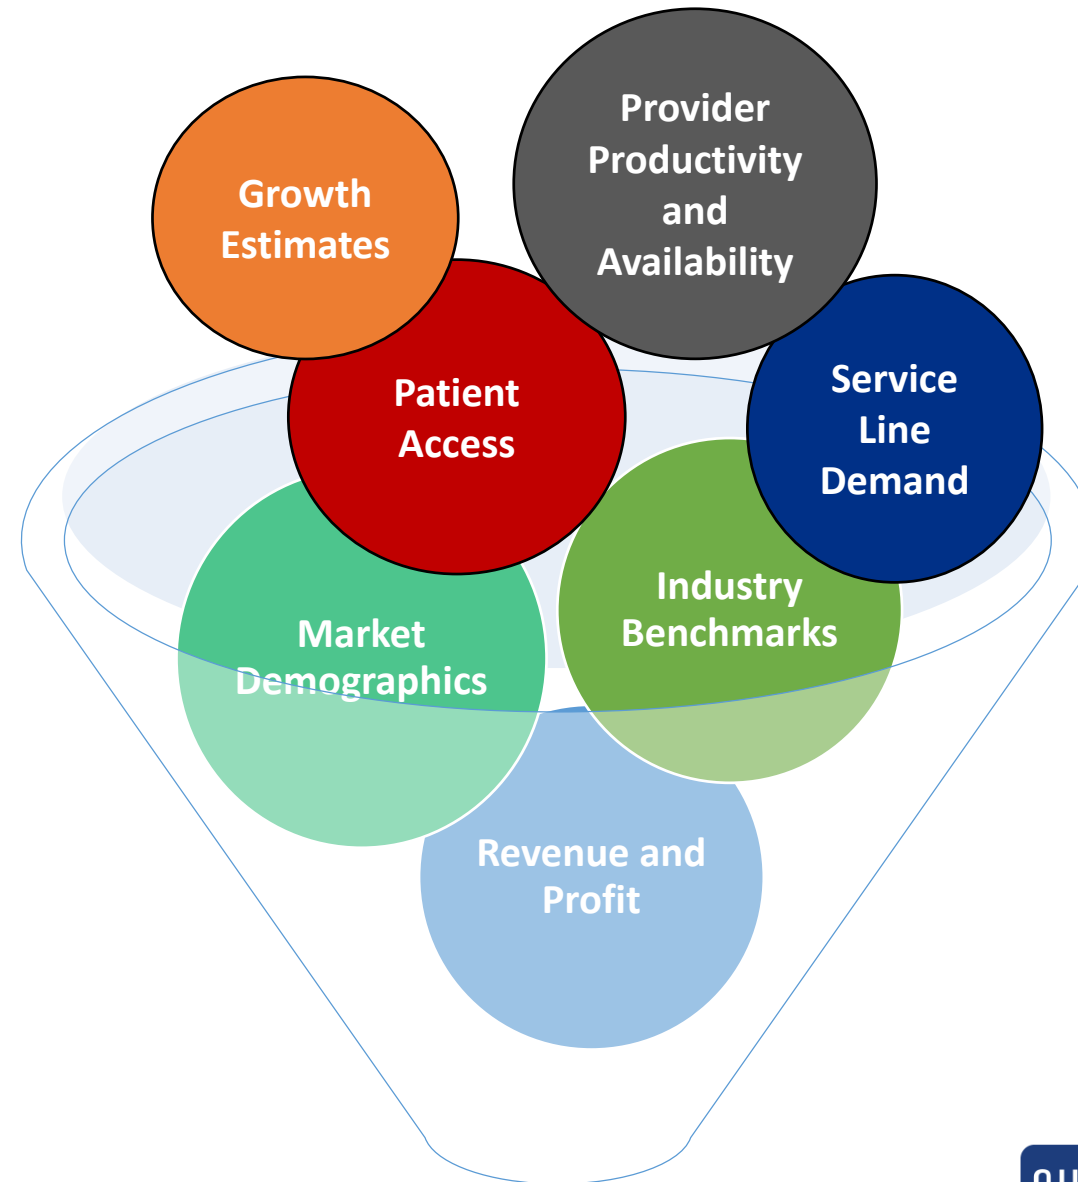 Provider
Productivity
and
Availability
Growth
Estimates
Patient
Access
Service
Line
Demand
Industry
Benchmarks
Market
Demographics
Revenue and
Profit